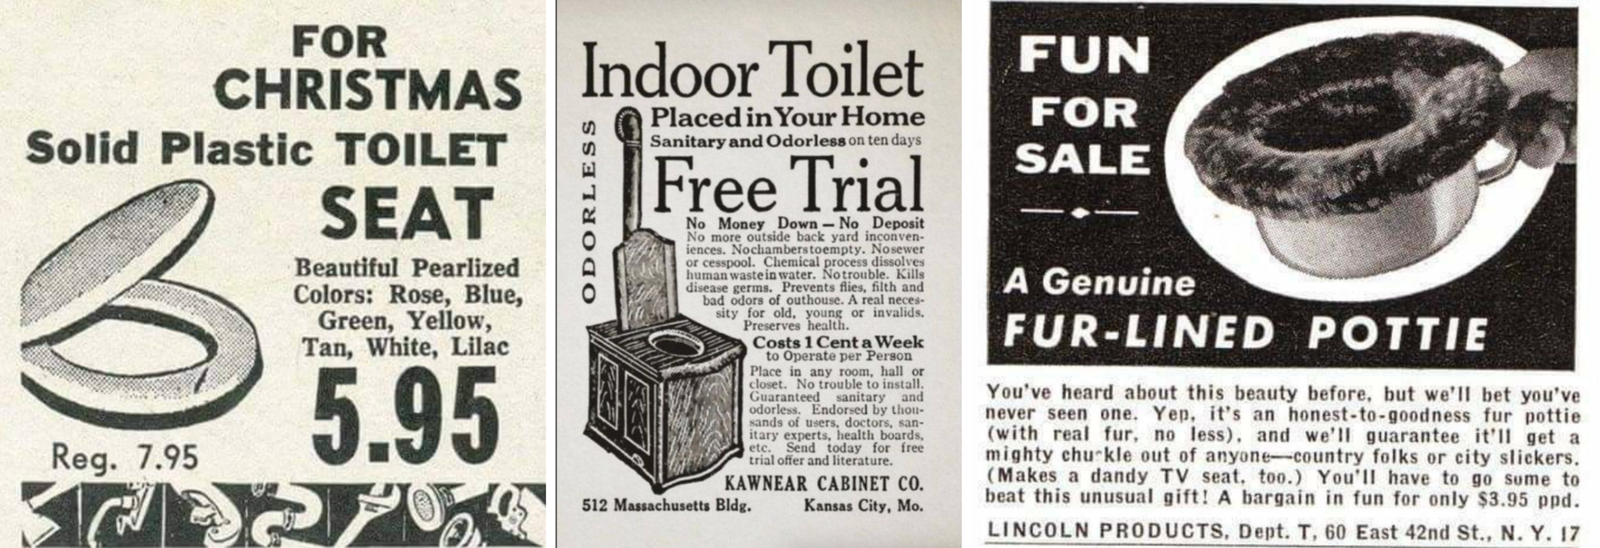 FOR
CHRISTMAS
Solid Plastic TOILET
SEAT
Beautiful Pearlized
Colors: Rose, Blue,
Green, Yellow,
Tan, White, Lilac
5.95
Reg. 7.95
Indoor Toilet
ODORLESS
Placed in Your Home
Sanitary and Odorless on ten days
Free Trial
No Money Down — No Deposit
No more outside back yard inconven-
iences. No chambers to empty. No sewer
or cesspool. Chemical process dissolves
human waste in water. No trouble. Kills
disease germs. Prevents flies, filth and
bad odors of outhouse. A real neces-
sity for old, young or invalids.
Preserves health.
Costs 1 Cent a Week
to Operate per Person
Place in any room, hall or
closet. No trouble to install.
Guaranteed sanitary and
odorless. Endorsed by thou-
sands of users, doctors, san-
itary experts, health boards,
etc. Send today for free
trial offer and literature.
KAWNEAR CABINET CO.
512 Massachusetts Bldg. Kansas City, Mo.
FUN
FOR
SALE
A Genuine
FUR-LINED POTTIE
You've heard about this beauty before, but we'll bet you've
never seen one. Yep, it's an honest-to-goodness fur pottie
(with real fur, no less), and we'll guarantee it'll get a
mighty chuckle out of anyone—country folks or city slickers.
(Makes a dandy TV seat, too.) You'll have to go some to
beat this unusual gift! A bargain in fun for only $3.95 ppd.
LINCOLN PRODUCTS, Dept. T, 60 East 42nd St., N. Y. 17